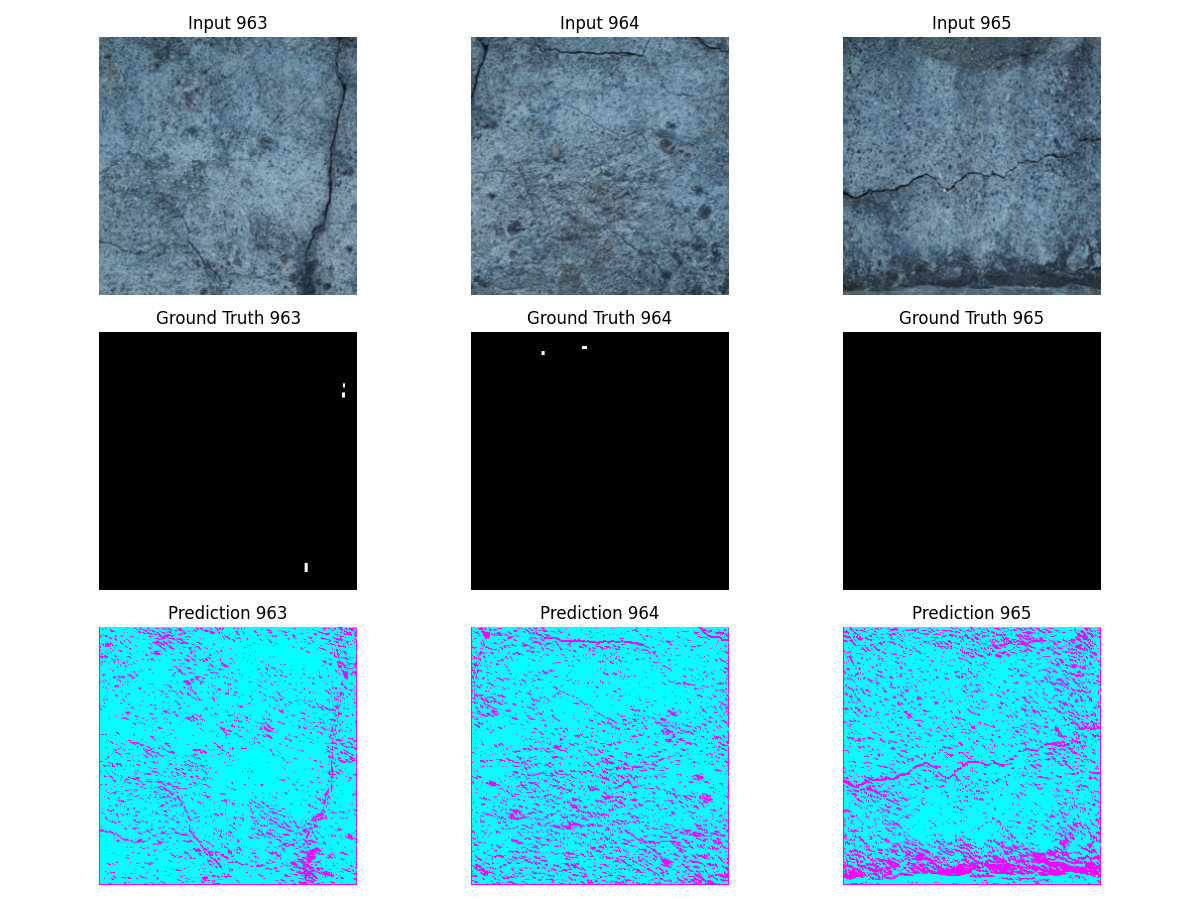 Input 963
Input 964
Input 965
Ground Truth 963
Ground Truth 964
Ground Truth 965
Prediction 963
Prediction 964
Prediction 965